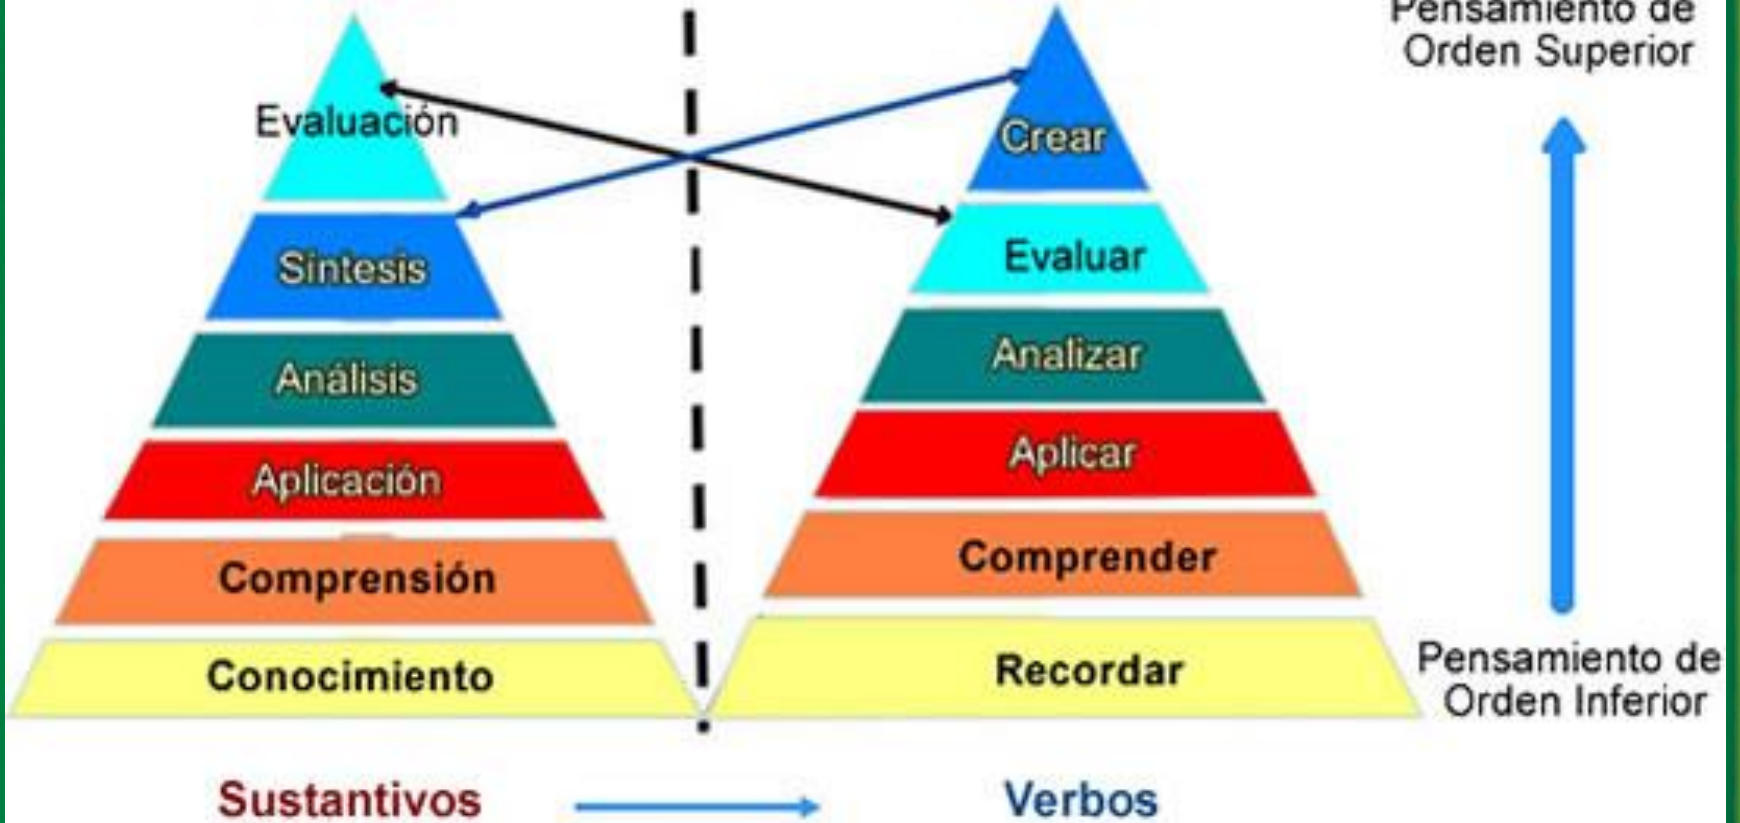 Evaluación
Síntesis
Análisis
Aplicación
Comprensión
Conocimiento
Crear
Evaluar
Analizar
Aplicar
Comprender
Recordar
Pensamiento de
Orden Superior
Pensamiento de
Orden Inferior
Sustantivos
Verbos